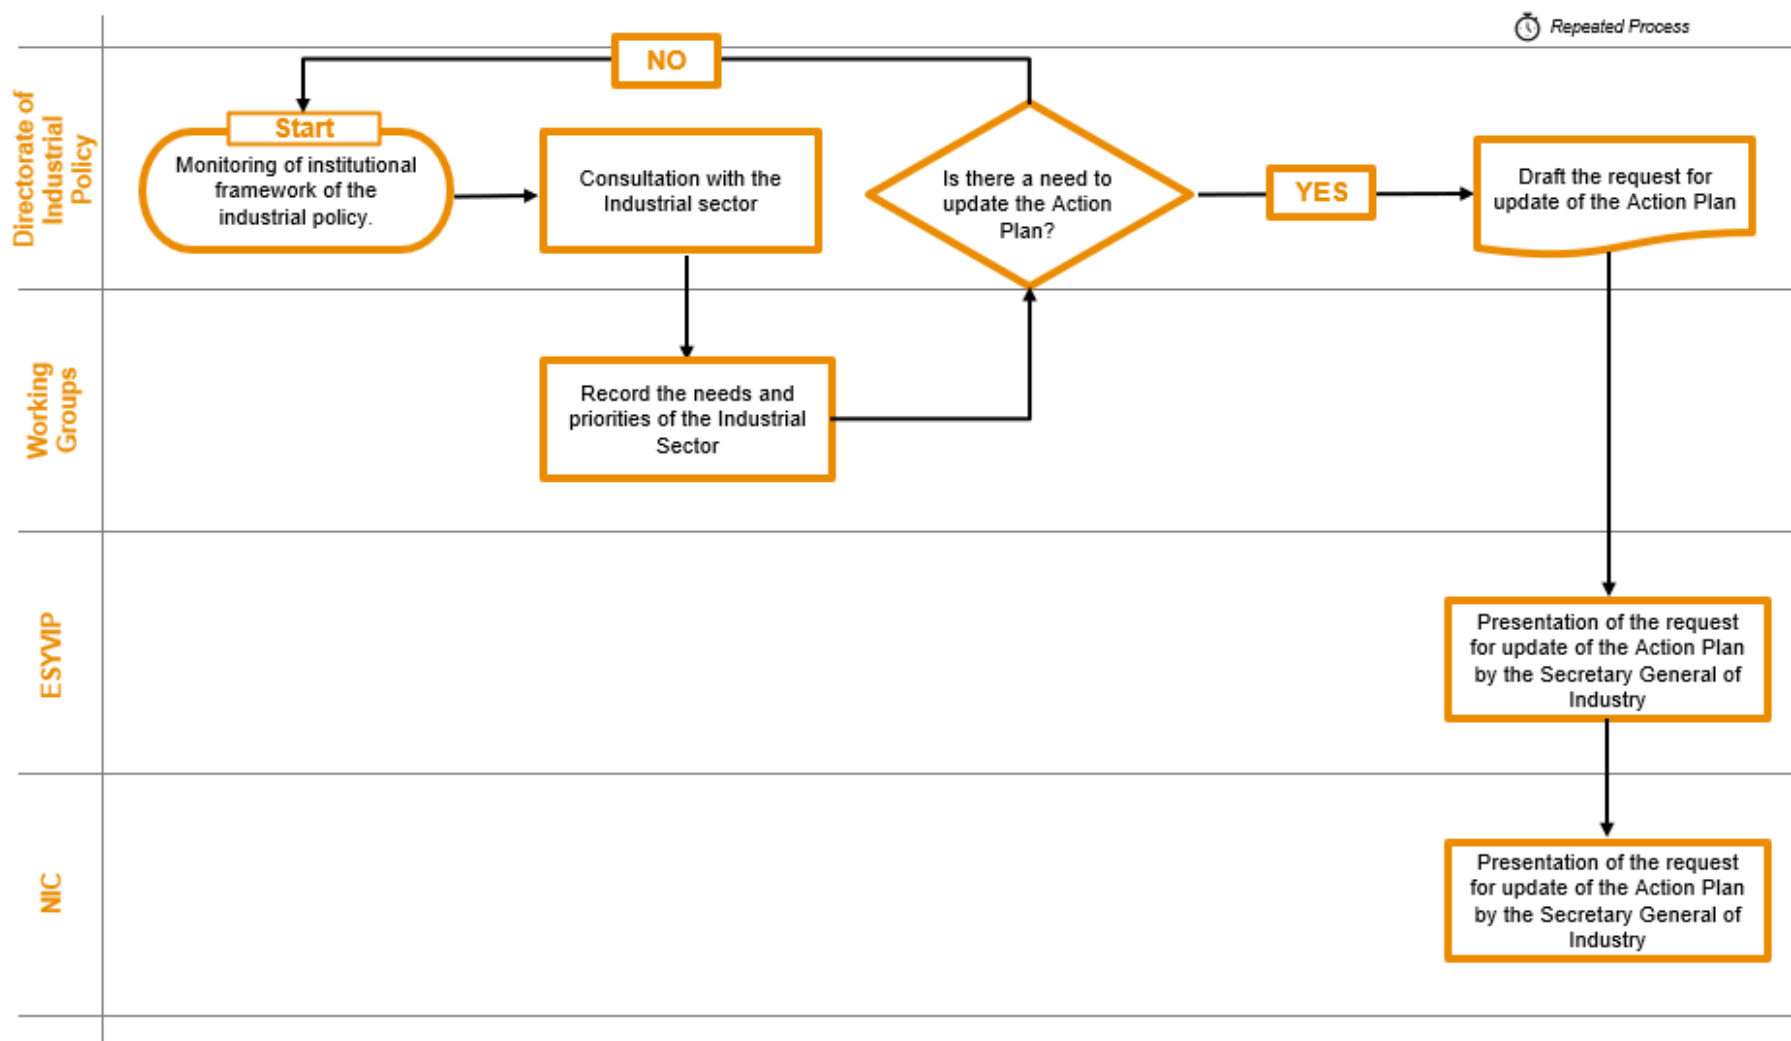 Repeated Process
Directorate of
Industrial
Policy
NO
Start
Monitoring of institutional
framework of the
industrial policy.
Consultation with the
Industrial sector
Is there a need to
update the Action
Plan?
YES
Draft the request for
update of the Action Plan
Working
Groups
Record the needs and
priorities of the Industrial
Sector
ESYVIP
Presentation of the request
for update of the Action Plan
by the Secretary General of
Industry
NIC
Presentation of the request
for update of the Action Plan
by the Secretary General of
Industry